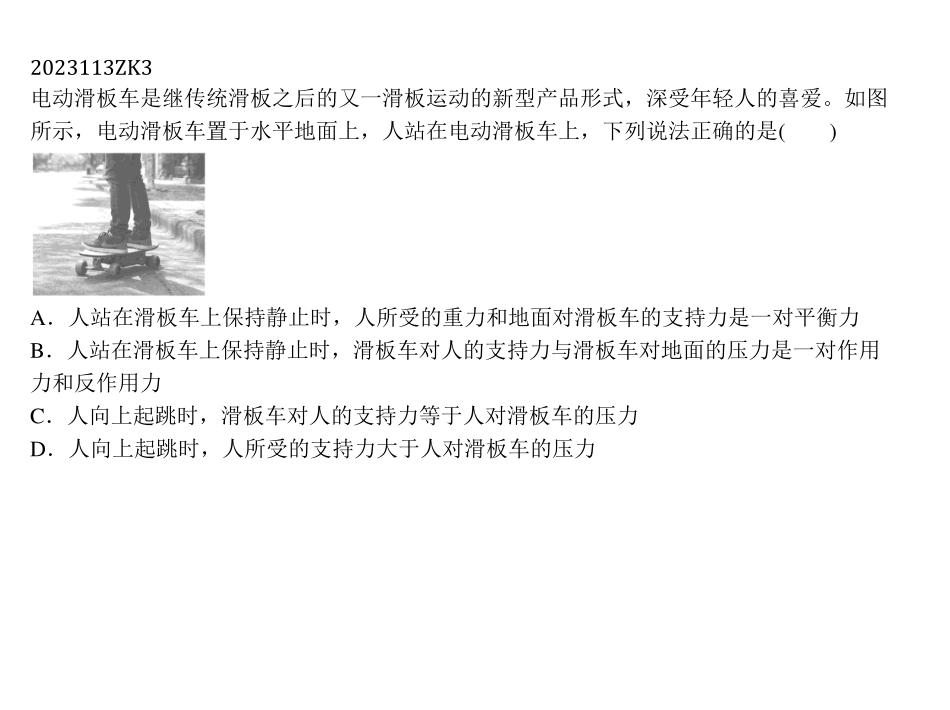 2023113ZK3
电动滑板车是继传统滑板之后的又一滑板运动的新型产品形式，深受年轻人的喜爱。如图
所示，电动滑板车置于水平地面上，人站在电动滑板车上，下列说法正确的是(　　)
A．人站在滑板车上保持静止时，人所受的重力和地面对滑板车的支持力是一对平衡力
B．人站在滑板车上保持静止时，滑板车对人的支持力与滑板车对地面的压力是一对作用
力和反作用力
C．人向上起跳时，滑板车对人的支持力等于人对滑板车的压力
D．人向上起跳时，人所受的支持力大于人对滑板车的压力